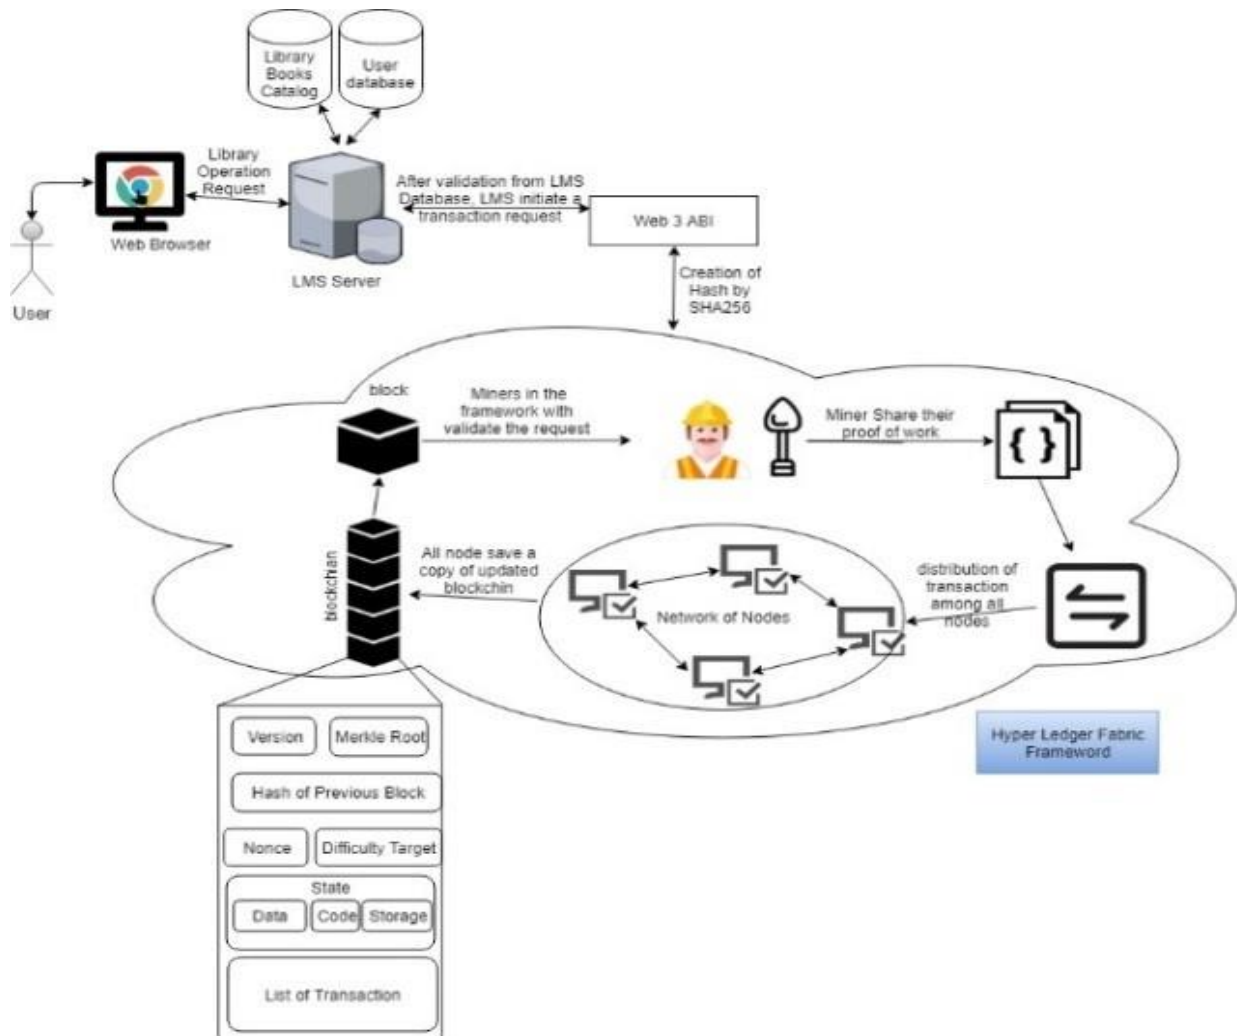 Library
Books
Catalog
User
database
Library
Operation
Request
After validation from LMS
Database, LMS initiate a
transaction request
Web 3 ABI
Web Browser
LMS Server
User
Creation of
Hash by
SHA256
block
Miners in the
framework with
validate the request
Miner Share their
proof of work
blockchian
All node save a
copy of updated
blockchin
Network of Nodes
distribution of
transaction
among all
nodes
Hyper Ledger Fabric
Frameword
Version
Merkle Root
Hash of Previous Block
Nonce
Difficulty Target
State
Data
Code
Storage
List of Transaction